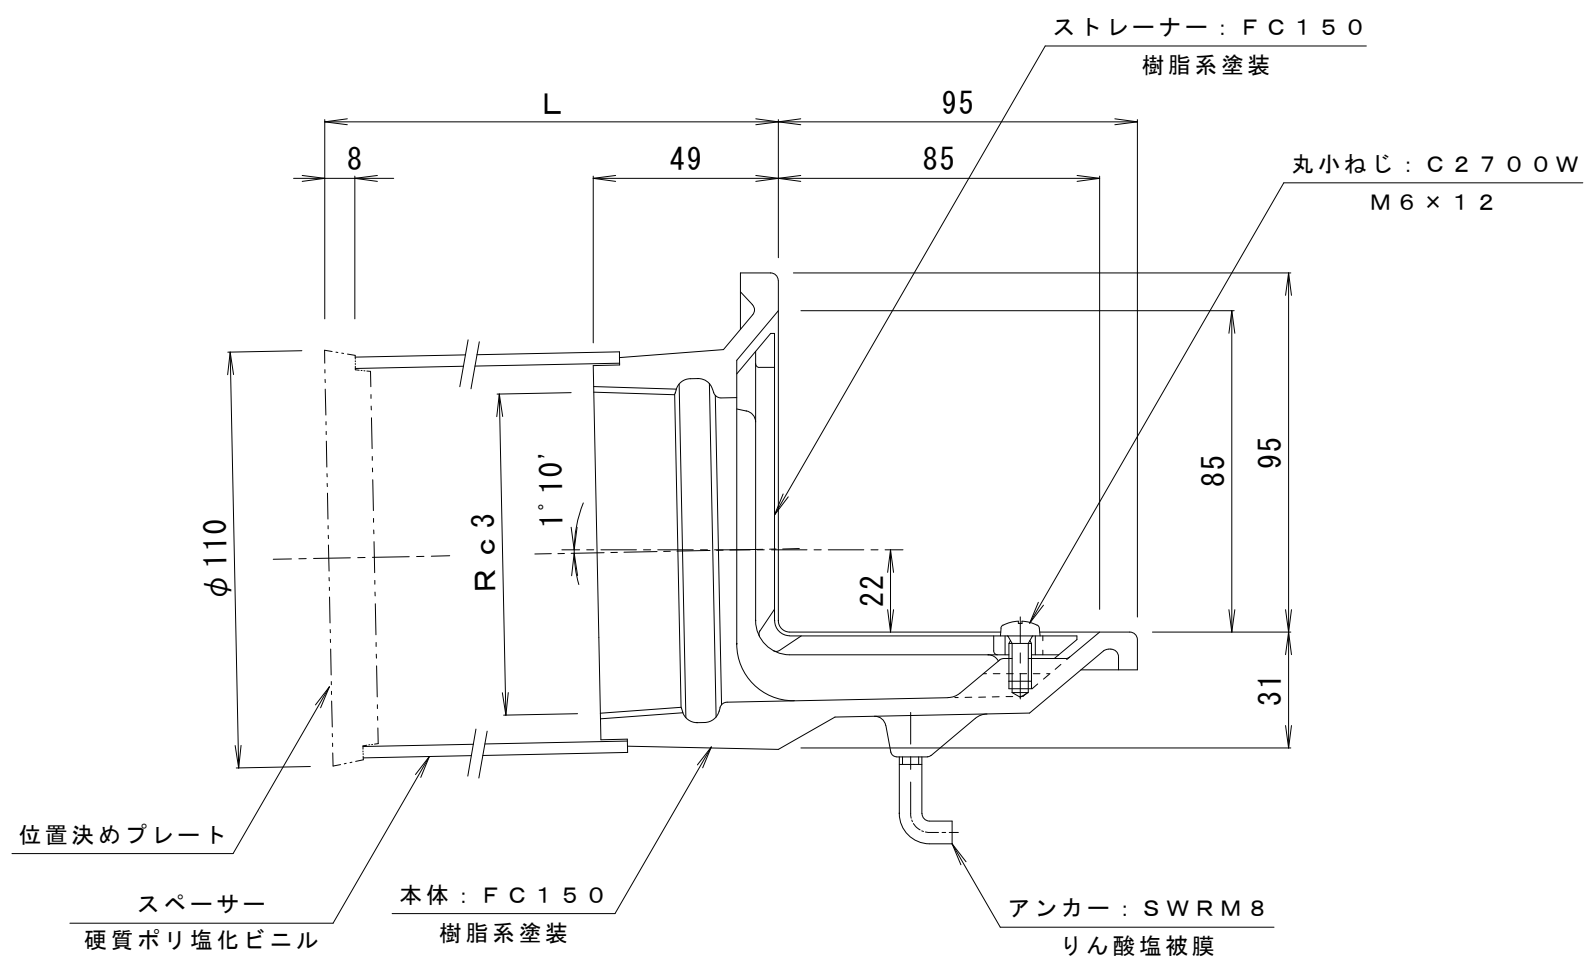 ストレーナー：ＦＣ１５０
樹脂系塗装
L
95
8
49
85
丸小ねじ：Ｃ２７００Ｗ
Ｍ６×１２
φ110
Ｒｃ３
1°10’
22
85
95
31
位置決めプレート
スペーサー
硬質ポリ塩化ビニル
本体：ＦＣ１５０
樹脂系塗装
アンカー：ＳＷＲＭ８
りん酸塩被膜